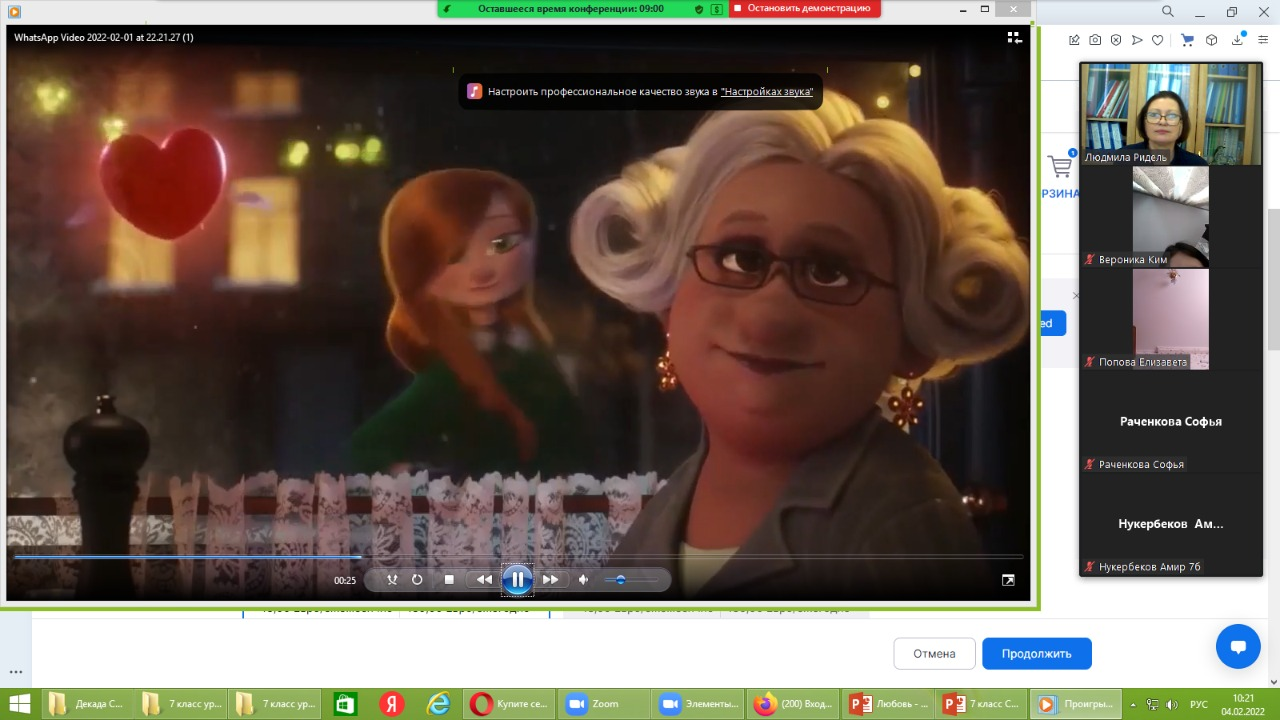 Оставшееся время конференции: 09:00
Остановить демонстрацию
WhatsApp Video 2022-02-01 at 22.21.27 (1)
Настроить профессиональное качество звука в "Настройках звука"
Людмила Ридель
Вероника Ким
Попова Елизавета
Раченкова Софья
Раченкова Софья
Нукербеков Ам...
Нукербеков Амир 7б
1
РЗИНА
ed
00:25
Отмена
Продолжить
Декада С...
7 класс ур...
7 класс ур...
Я
Купите се...
Zoom
Элементы...
(200) Вход...
Любовь - ...
7 класс С...
Проигры...
РУС
10:21
04.02.2022